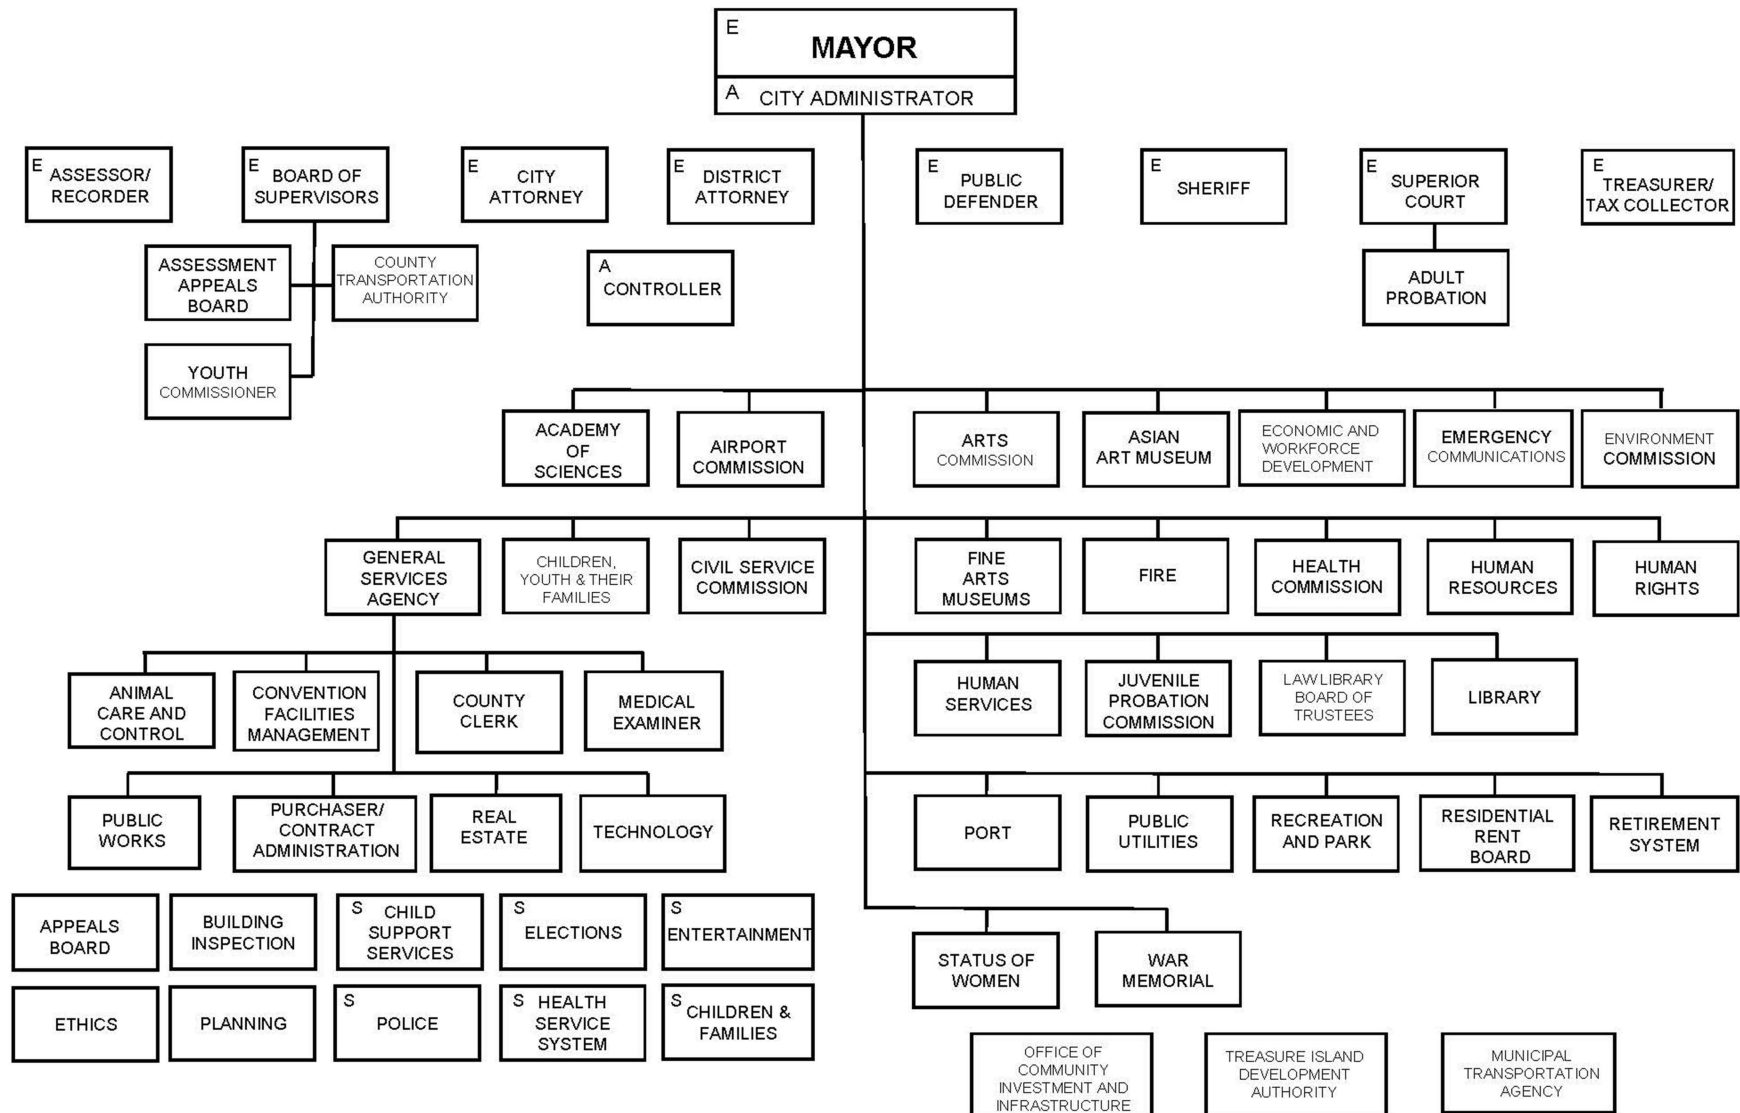 E
MAYOR
A
CITY ADMINISTRATOR
E
ASSESSOR/
RECORDER
E
BOARD OF
SUPERVISORS
E
CITY
ATTORNEY
E
DISTRICT
ATTORNEY
E
PUBLIC
DEFENDER
E
SHERIFF
E
SUPERIOR
COURT
E
TREASURER/
TAX COLLECTOR
ASSESSMENT
APPEALS
BOARD
COUNTY
TRANSPORTATION
AUTHORITY
A
CONTROLLER
ADULT
PROBATION
YOUTH
COMMISSIONER
ACADEMY
OF
SCIENCES
AIRPORT
COMMISSION
ARTS
COMMISSION
ASIAN
ART MUSEUM
ECONOMIC AND
WORKFORCE
DEVELOPMENT
EMERGENCY
COMMUNICATIONS
ENVIRONMENT
COMMISSION
GENERAL
SERVICES
AGENCY
CHILDREN,
YOUTH & THEIR
FAMILIES
CIVIL SERVICE
COMMISSION
FINE
ARTS
MUSEUMS
FIRE
HEALTH
COMMISSION
HUMAN
RESOURCES
HUMAN
RIGHTS
ANIMAL
CARE AND
CONTROL
CONVENTION
FACILITIES
MANAGEMENT
COUNTY
CLERK
MEDICAL
EXAMINER
HUMAN
SERVICES
JUVENILE
PROBATION
COMMISSION
LAW LIBRARY
BOARD OF
TRUSTEES
LIBRARY
PUBLIC
WORKS
PURCHASER/
CONTRACT
ADMINISTRATION
REAL
ESTATE
TECHNOLOGY
PORT
PUBLIC
UTILITIES
RECREATION
AND PARK
RESIDENTIAL
RENT
BOARD
RETIREMENT
SYSTEM
APPEALS
BOARD
BUILDING
INSPECTION
S
CHILD
SUPPORT
SERVICES
S
ELECTIONS
S
ENTERTAINMENT
STATUS OF
WOMEN
WAR
MEMORIAL
ETHICS
PLANNING
S
POLICE
S
HEALTH
SERVICE
SYSTEM
S
CHILDREN &
FAMILIES
OFFICE OF
COMMUNITY
INVESTMENT AND
INFRASTRUCTURE
TREASURE ISLAND
DEVELOPMENT
AUTHORITY
MUNICIPAL
TRANSPORTATION
AGENCY